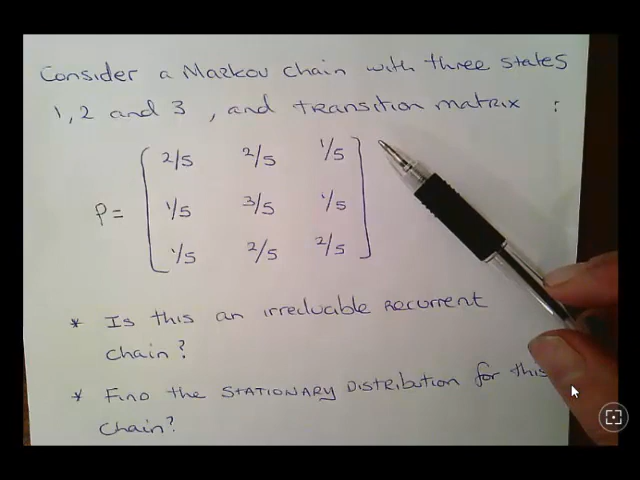 Consider a Markov chain with three states
1, 2 and 3, and transition matrix :
P = [ 2/5 2/5 1/5
1/5 3/5 1/5
1/5 2/5 2/5 ]
* Is this an irreducable recurrent
chain?
* Find the STATIONARY DISTRIBUTION for this
chain?